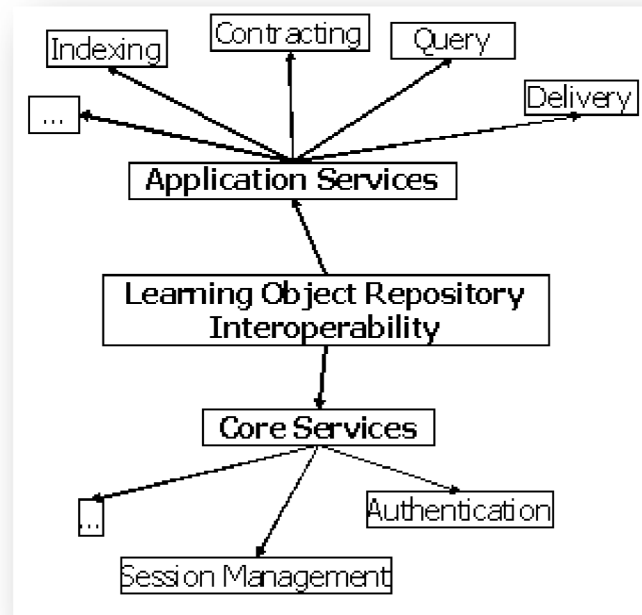 Indexing
Contracting
Query
...
Delivery
Application Services
Learning Object Repository
Interoperability
Core Services
...
Authentication
Session Management